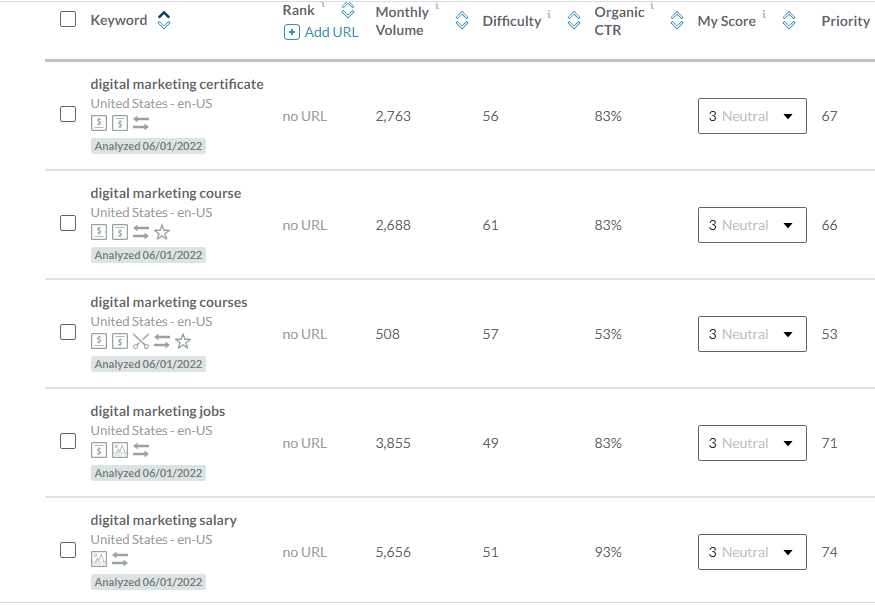 Keyword
Rank i
+ Add URL
Monthly Volume i
Difficulty i
Organic CTR i
My Score i
Priority
digital marketing certificate
United States - en-US
Analyzed 06/01/2022
no URL
2,763
56
83%
3 Neutral
67
digital marketing course
United States - en-US
Analyzed 06/01/2022
no URL
2,688
61
83%
3 Neutral
66
digital marketing courses
United States - en-US
Analyzed 06/01/2022
no URL
508
57
53%
3 Neutral
53
digital marketing jobs
United States - en-US
Analyzed 06/01/2022
no URL
3,855
49
83%
3 Neutral
71
digital marketing salary
United States - en-US
Analyzed 06/01/2022
no URL
5,656
51
93%
3 Neutral
74